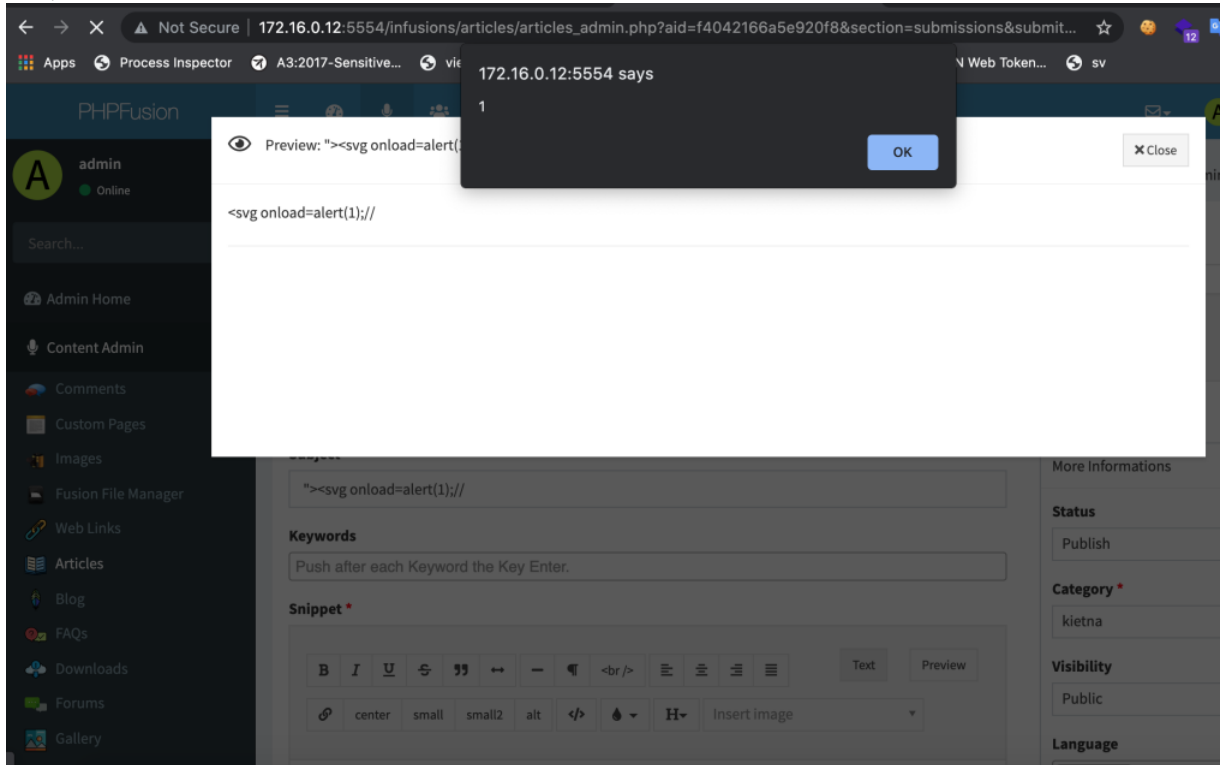 Not Secure | 172.16.0.12:5554/infusions/articles/articles_admin.php?aid=f4042166a5e920f8&section=submissions&submit...
12
Apps Process Inspector A3:2017-Sensitive... N Web Token... sv
172.16.0.12:5554 says
1
OK
PHPFusion
Preview: "><svg onload=alert(
Close
A
admin
Online
<svg onload=alert(1);//
Search...
Admin Home
Content Admin
Comments
Custom Pages
Images
Fusion File Manager
Web Links
Articles
Blog
FAQs
Downloads
Forums
Gallery
Subject
"><svg onload=alert(1);//
Keywords
Push after each Keyword the Key Enter.
Snippet *
B I U S
<br/>
Text Preview
center small small2 alt </> H Insert image
More Informations
Status
Publish
Category *
kietna
Visibility
Public
Language